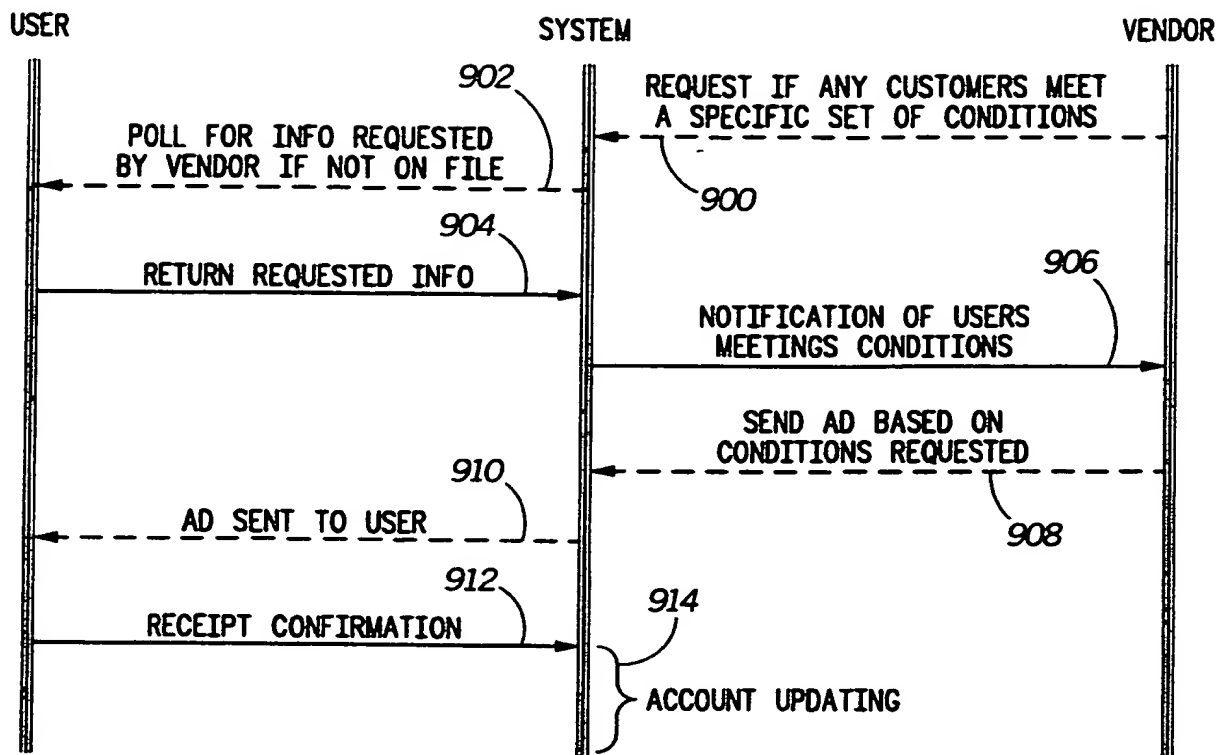 USER
SYSTEM
VENDOR
902
REQUEST IF ANY CUSTOMERS MEET
A SPECIFIC SET OF CONDITIONS
POLL FOR INFO REQUESTED
BY VENDOR IF NOT ON FILE
900
904
RETURN REQUESTED INFO
906
NOTIFICATION OF USERS
MEETINGS CONDITIONS
SEND AD BASED ON
CONDITIONS REQUESTED
910
AD SENT TO USER
908
912
RECEIPT CONFIRMATION
914
ACCOUNT UPDATING